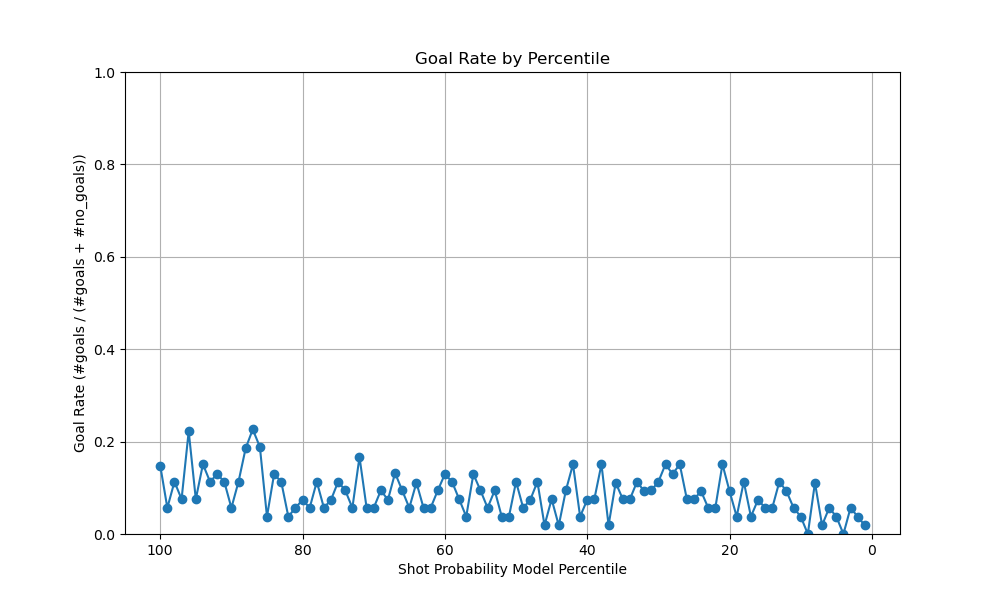 Goal Rate by Percentile
Goal Rate (#goals / (#goals + #no_goals))
1.0
0.8
0.6
0.4
0.2
0.0
100 80 60 40 20 0
Shot Probability Model Percentile